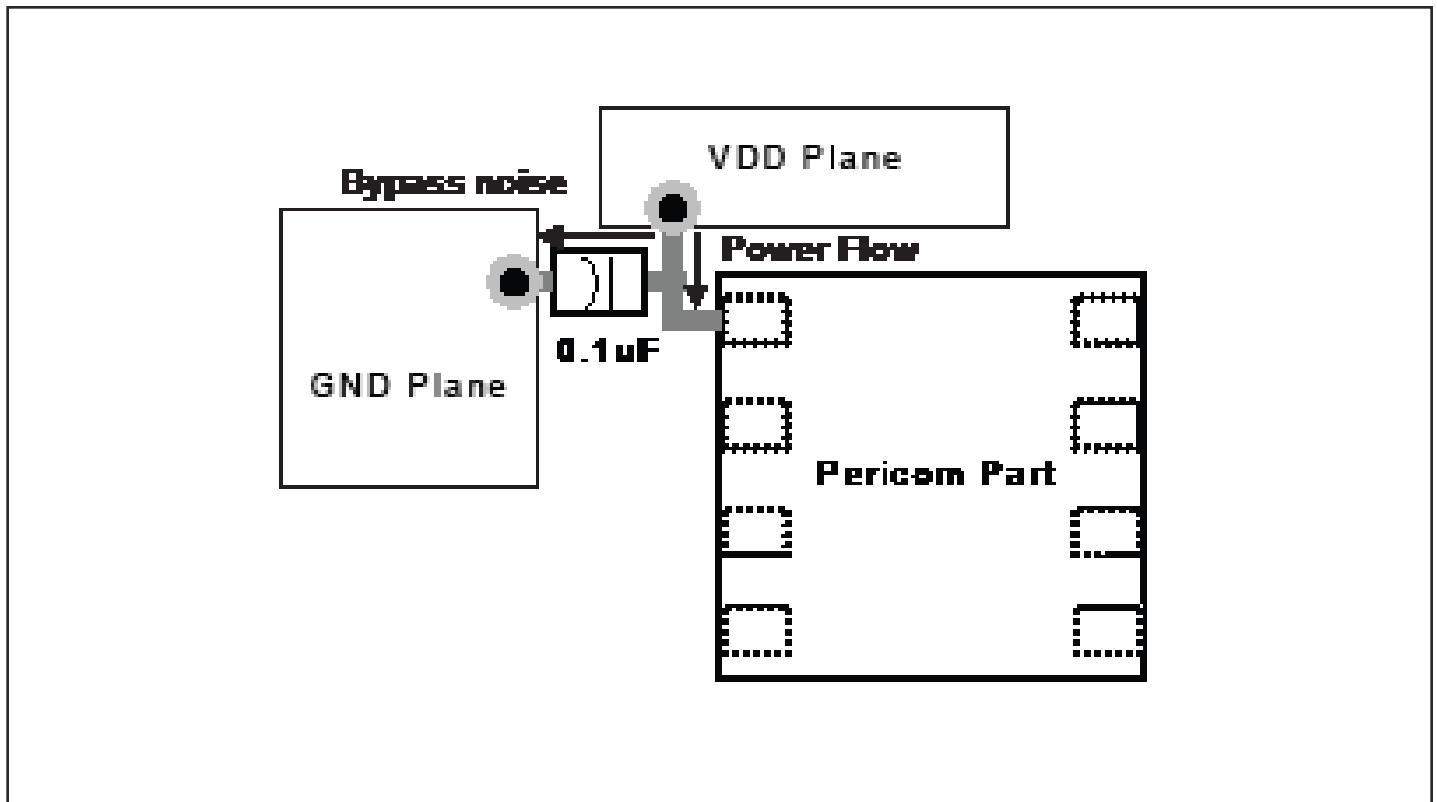 VDD Plane
Bypass noise
Power Flow
0.1uF
GND Plane
Pericom Part